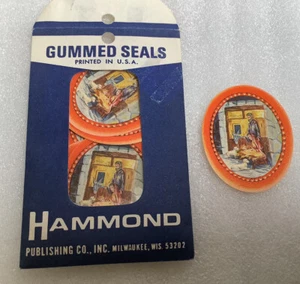 GUMMED SEALS
PRINTED IN U.S.A.
HAMMOND
PUBLISHING CO., INC. MILWAUKEE, WIS. 53202